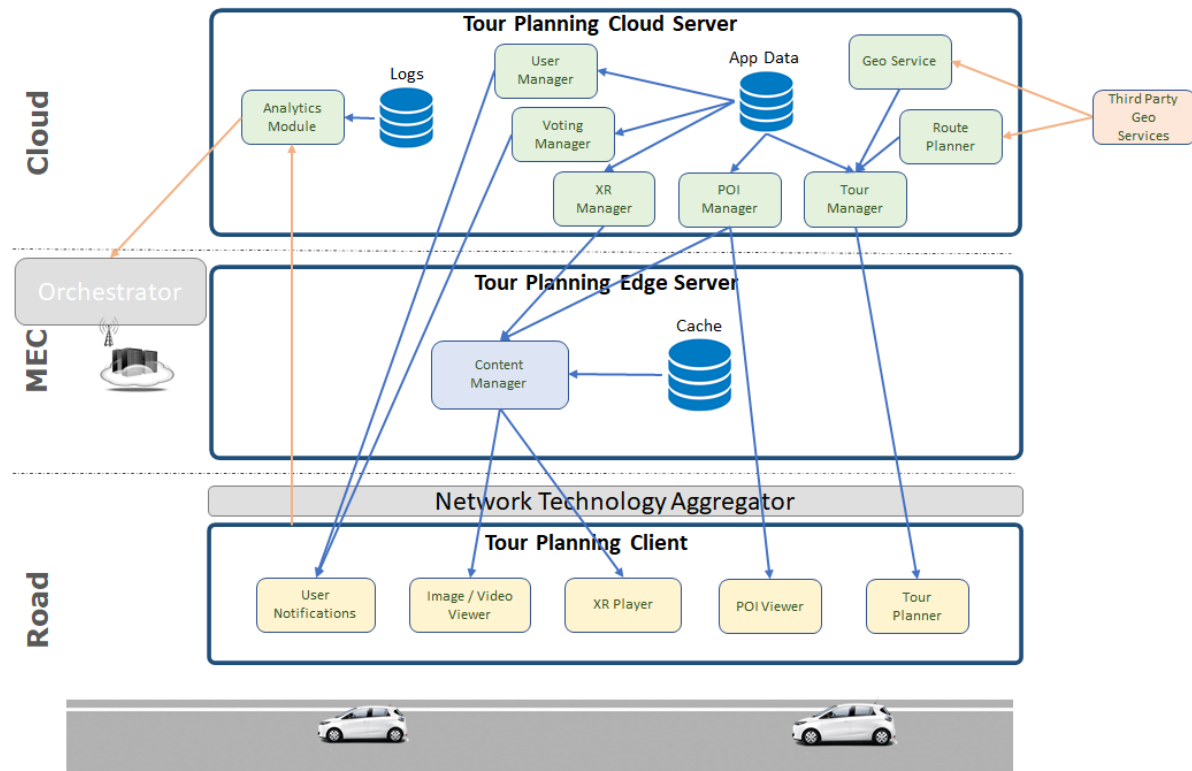 Tour Planning Cloud Server
Cloud
Logs
Analytics
Module
User
Manager
Voting
Manager
App Data
Geo Service
Route
Planner
Third Party
Geo
Services
XR
Manager
POI
Manager
Tour
Manager
Orchestrator
MEC
Tour Planning Edge Server
Cache
Content
Manager
Network Technology Aggregator
Road
Tour Planning Client
User
Notifications
Image / Video
Viewer
XR Player
POI Viewer
Tour
Planner